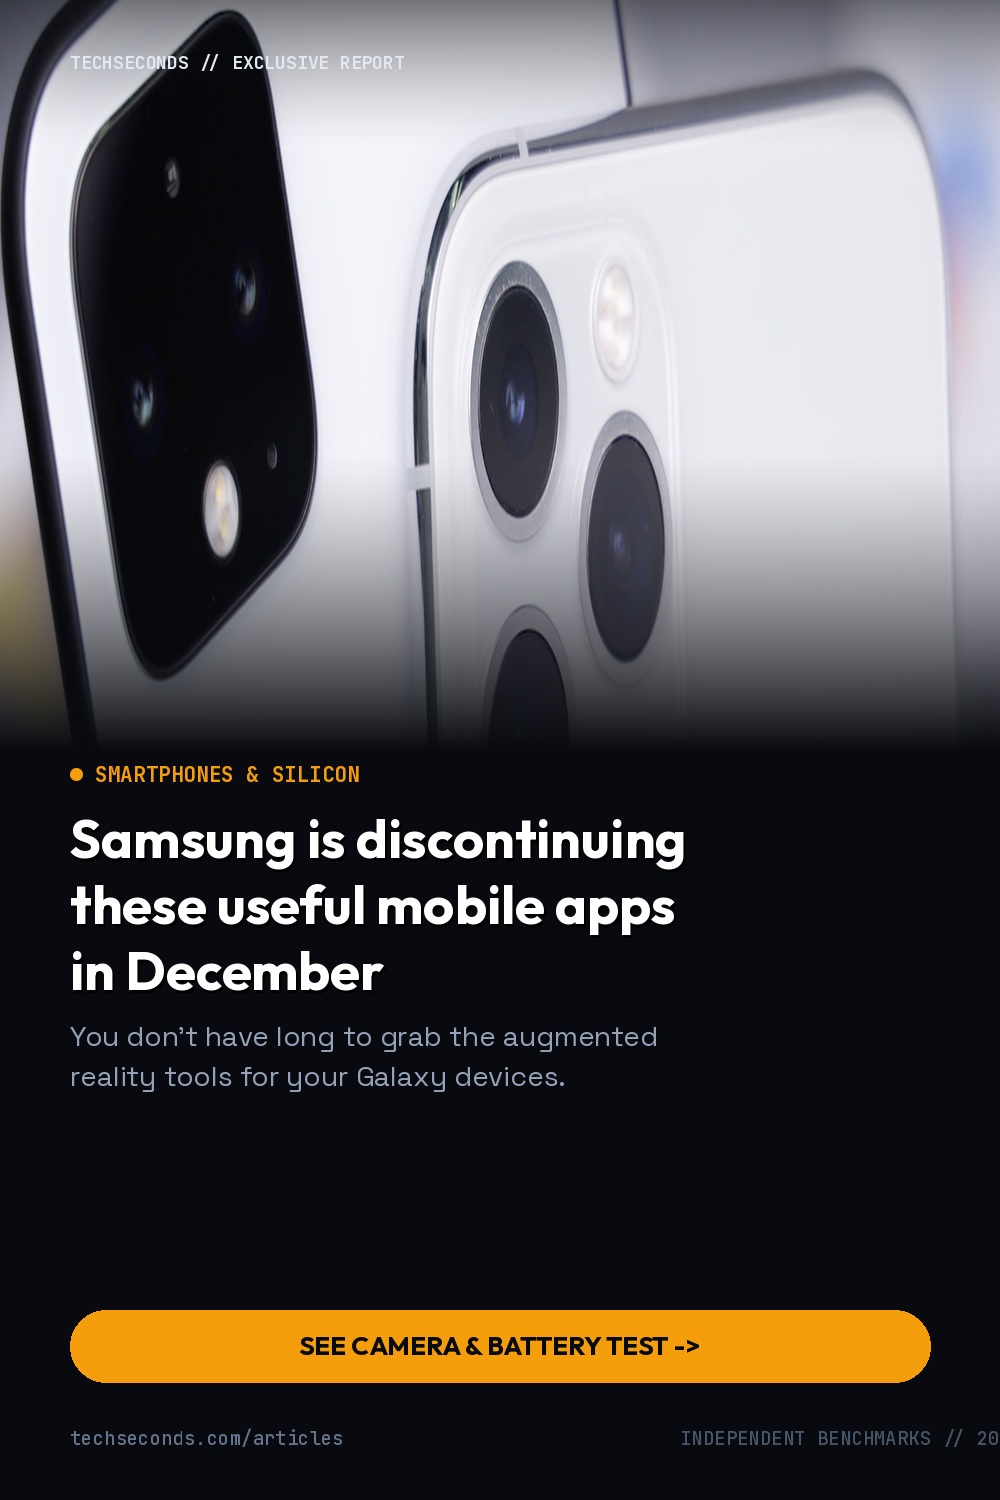 TECHSECONDS // EXCLUSIVE REPORT
SMARTPHONES & SILICON
Samsung is discontinuing
these useful mobile apps
in December
You don't have long to grab the augmented
reality tools for your Galaxy devices.
SEE CAMERA & BATTERY TEST ->
techseconds.com/articles
INDEPENDENT BENCHMARKS // 20